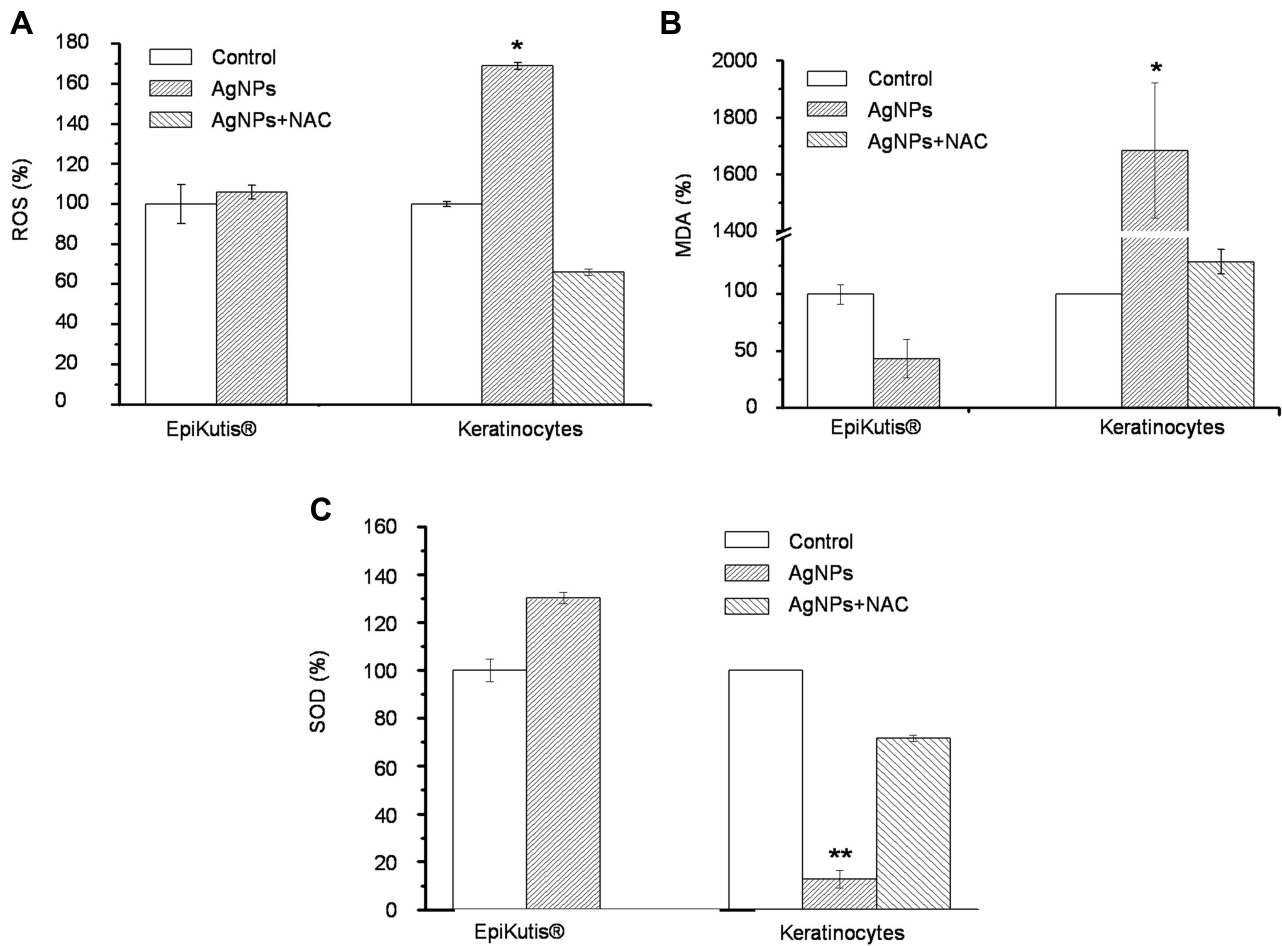 A
ROS (%)
180
160
140
120
100
80
60
40
20
0
Control
AgNPs
AgNPs+NAC
*
EpiKutis®
Keratinocytes
B
MDA (%)
2000
1800
1600
1400
100
50
0
Control
AgNPs
AgNPs+NAC
*
EpiKutis®
Keratinocytes
C
SOD (%)
160
140
120
100
80
60
40
20
0
Control
AgNPs
AgNPs+NAC
**
EpiKutis®
Keratinocytes